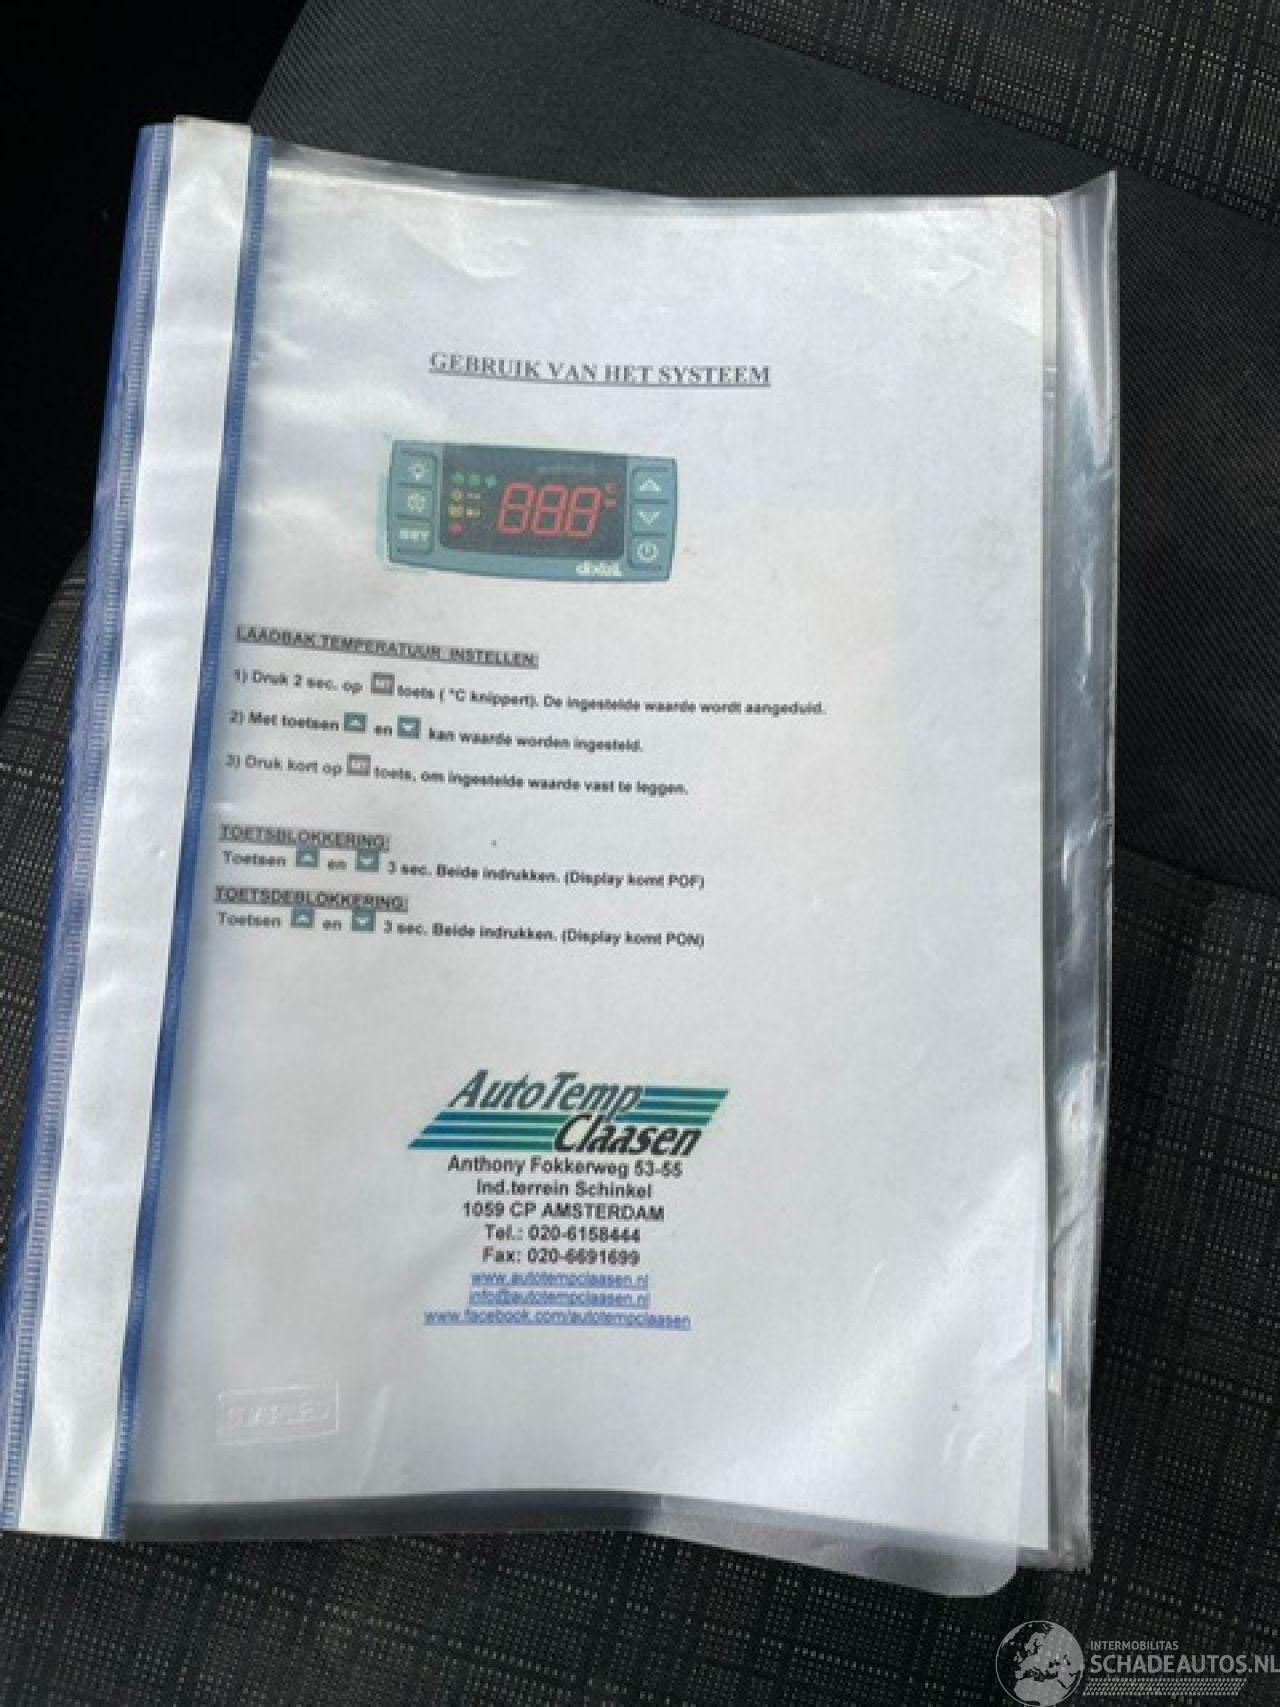 GEBRUIK VAN HET SYSTEEM
SET
888
dixel
LAADBAK TEMPERATUUR INSTELLEN:
1) Druk 2 sec. op SET toets ( °C knippert). De ingestelde waarde wordt aangeduid.
2) Met toetsen en kan waarde worden ingesteld.
3) Druk kort op SET toets, om ingestelde waarde vast te leggen.
TOETSBLOKKERING:
Toetsen en 3 sec. Beide indrukken. (Display komt POF)
TOETSDEBLOKKERING:
Toetsen en 3 sec. Beide indrukken. (Display komt PON)
AutoTemp
Claasen
Anthony Fokkerweg 53-55
Ind.terrein Schinkel
1059 CP AMSTERDAM
Tel.: 020-6158444
Fax: 020-6691699
www.autotempclaasen.nl
info@autotempclaasen.nl
www.facebook.com/autotempclaasen
STAPLES
INTERMOBILITAS
SCHADEAUTOS.NL